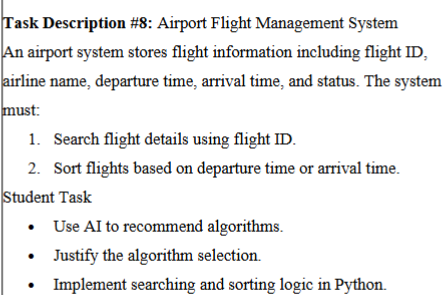 Task Description #8: Airport Flight Management System
An airport system stores flight information including flight ID,
airline name, departure time, arrival time, and status. The system
must:
1. Search flight details using flight ID.
2. Sort flights based on departure time or arrival time.
Student Task
• Use AI to recommend algorithms.
• Justify the algorithm selection.
• Implement searching and sorting logic in Python.